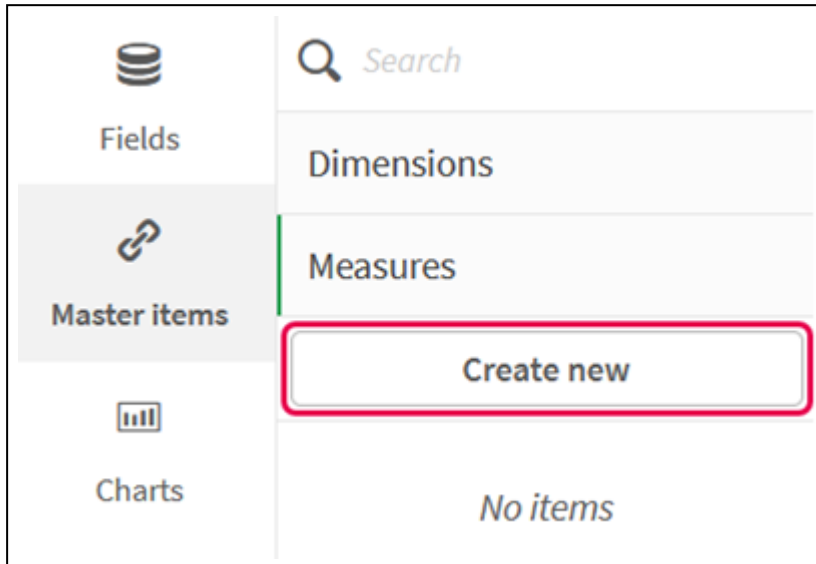 Fields
Master items
Charts
Search
Dimensions
Measures
Create new
No items